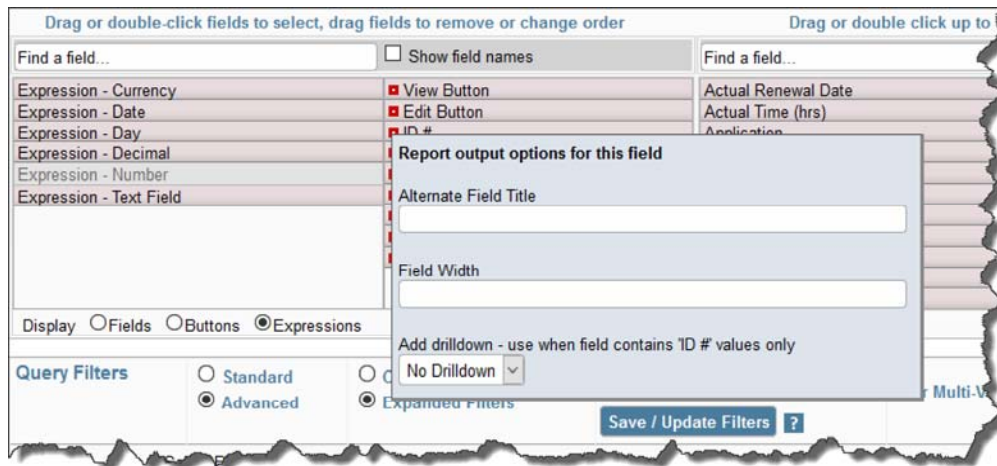 Drag or double-click fields to select, drag fields to remove or change order
Drag or double click up to
Find a field...
Show field names
Find a field...
Expression - Currency
View Button
Actual Renewal Date
Expression - Date
Edit Button
Actual Time (hrs)
Expression - Day
ID #
Application
Expression - Decimal
Expression - Number
Expression - Text Field
Report output options for this field
Alternate Field Title
Field Width
Add drilldown - use when field contains 'ID #' values only
No Drilldown
Display Fields Buttons Expressions
Query Filters
Standard
Advanced
Expanded Filters
Multi-V
Save / Update Filters ?